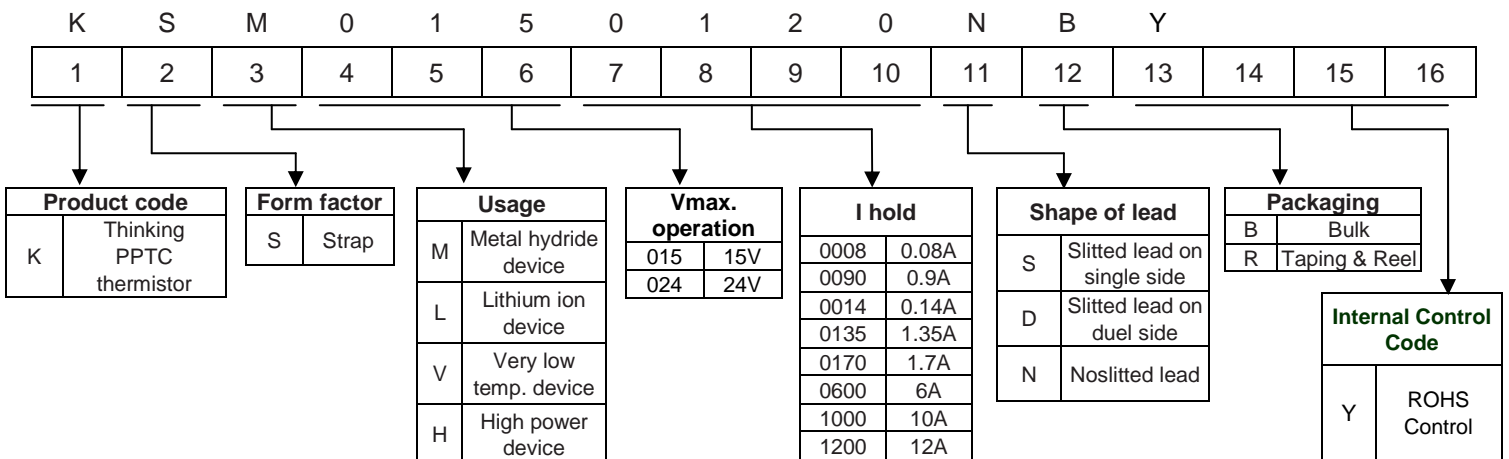 K S M 0 1 5 0 1 2 0 N B Y
1 2 3 4 5 6 7 8 9 10 11 12 13 14 15 16
Product code
K Thinking
PPTC
thermistor
Form factor
S Strap
Usage
M Metal hydride
device
L Lithium ion
device
V Very low
temp. device
H High power
device
Vmax.
operation
015 15V
024 24V
I hold
0008 0.08A
0090 0.9A
0014 0.14A
0135 1.35A
0170 1.7A
0600 6A
1000 10A
1200 12A
Shape of lead
S Slitted lead on
single side
D Slitted lead on
duel side
N Noslitted lead
Packaging
B Bulk
R Taping & Reel
Internal Control
Code
Y ROHS
Control